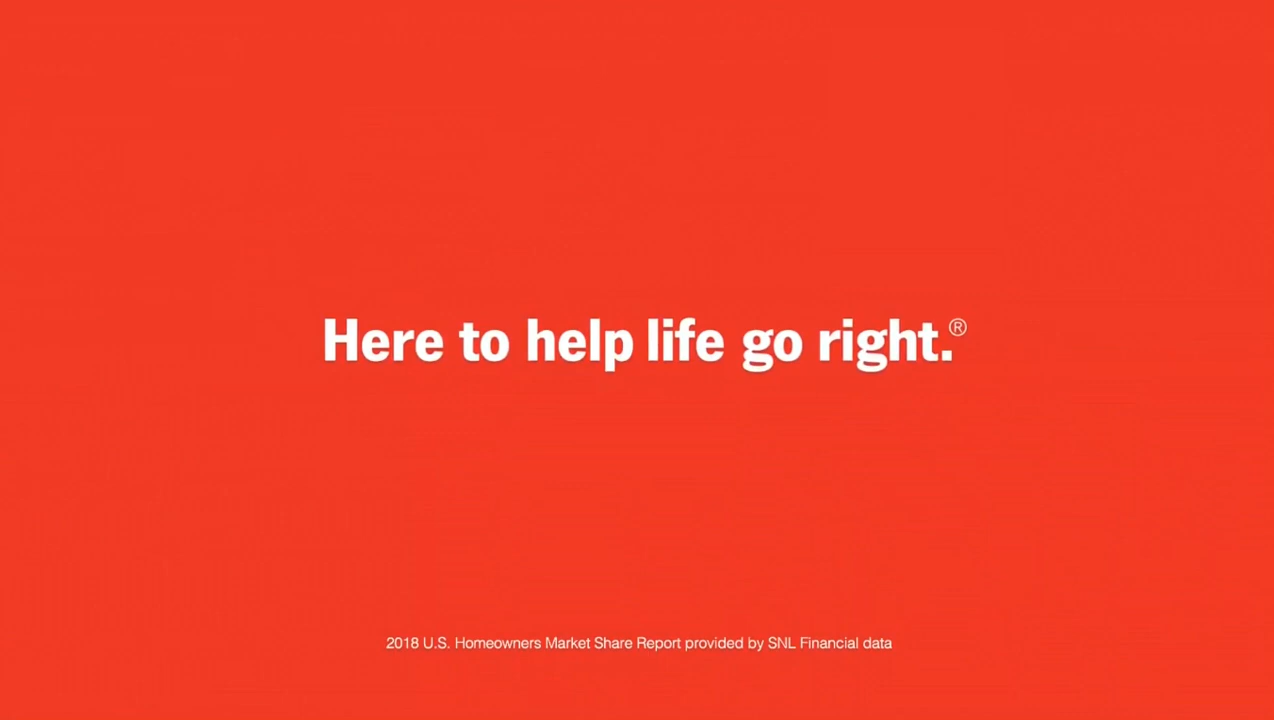 Here to help life go right.®
2018 U.S. Homeowners Market Share Report provided by SNL Financial data